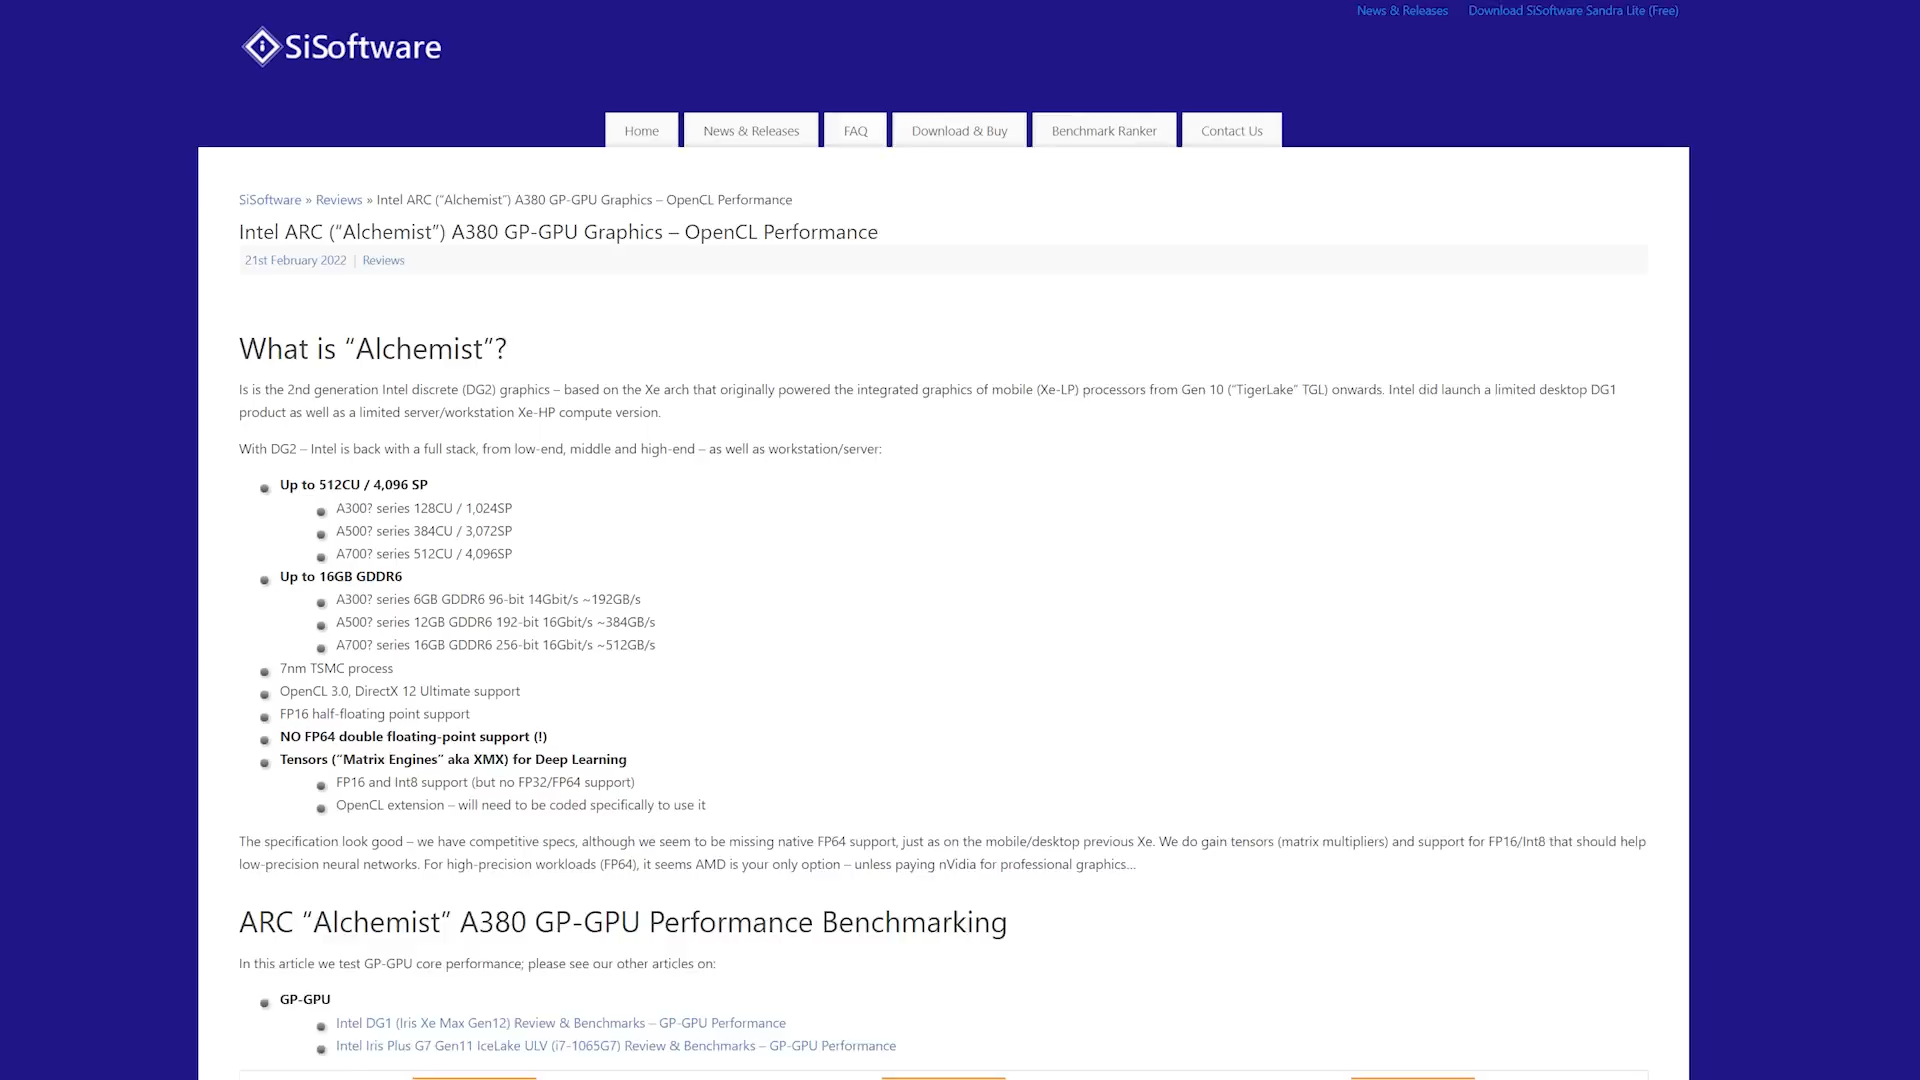 News & Releases Download SiSoftware Sandra Lite (Free)
SiSoftware
Home News & Releases FAQ Download & Buy Benchmark Ranker Contact Us
SiSoftware » Reviews » Intel ARC (“Alchemist”) A380 GP-GPU Graphics – OpenCL Performance
Intel ARC (“Alchemist”) A380 GP-GPU Graphics – OpenCL Performance
21st February 2022 | Reviews
What is “Alchemist”?
Is is the 2nd generation Intel discrete (DG2) graphics – based on the Xe arch that originally powered the integrated graphics of mobile (Xe-LP) processors from Gen 10 (“TigerLake” TGL) onwards. Intel did launch a limited desktop DG1
product as well as a limited server/workstation Xe-HP compute version.
With DG2 – Intel is back with a full stack, from low-end, middle and high-end – as well as workstation/server:
Up to 512CU / 4,096 SP
A300? series 128CU / 1,024SP
A500? series 384CU / 3,072SP
A700? series 512CU / 4,096SP
Up to 16GB GDDR6
A300? series 6GB GDDR6 96-bit 14Gbit/s ~192GB/s
A500? series 12GB GDDR6 192-bit 16Gbit/s ~384GB/s
A700? series 16GB GDDR6 256-bit 16Gbit/s ~512GB/s
7nm TSMC process
OpenCL 3.0, DirectX 12 Ultimate support
FP16 half-floating point support
NO FP64 double floating-point support (!)
Tensors (“Matrix Engines” aka XMX) for Deep Learning
FP16 and Int8 support (but no FP32/FP64 support)
OpenCL extension – will need to be coded specifically to use it
The specification look good – we have competitive specs, although we seem to be missing native FP64 support, just as on the mobile/desktop previous Xe. We do gain tensors (matrix multipliers) and support for FP16/Int8 that should help
low-precision neural networks. For high-precision workloads (FP64), it seems AMD is your only option – unless paying nVidia for professional graphics…
ARC “Alchemist” A380 GP-GPU Performance Benchmarking
In this article we test GP-GPU core performance; please see our other articles on:
GP-GPU
Intel DG1 (Iris Xe Max Gen12) Review & Benchmarks – GP-GPU Performance
Intel Iris Plus G7 Gen11 IceLake ULV (i7-1065G7) Review & Benchmarks – GP-GPU Performance